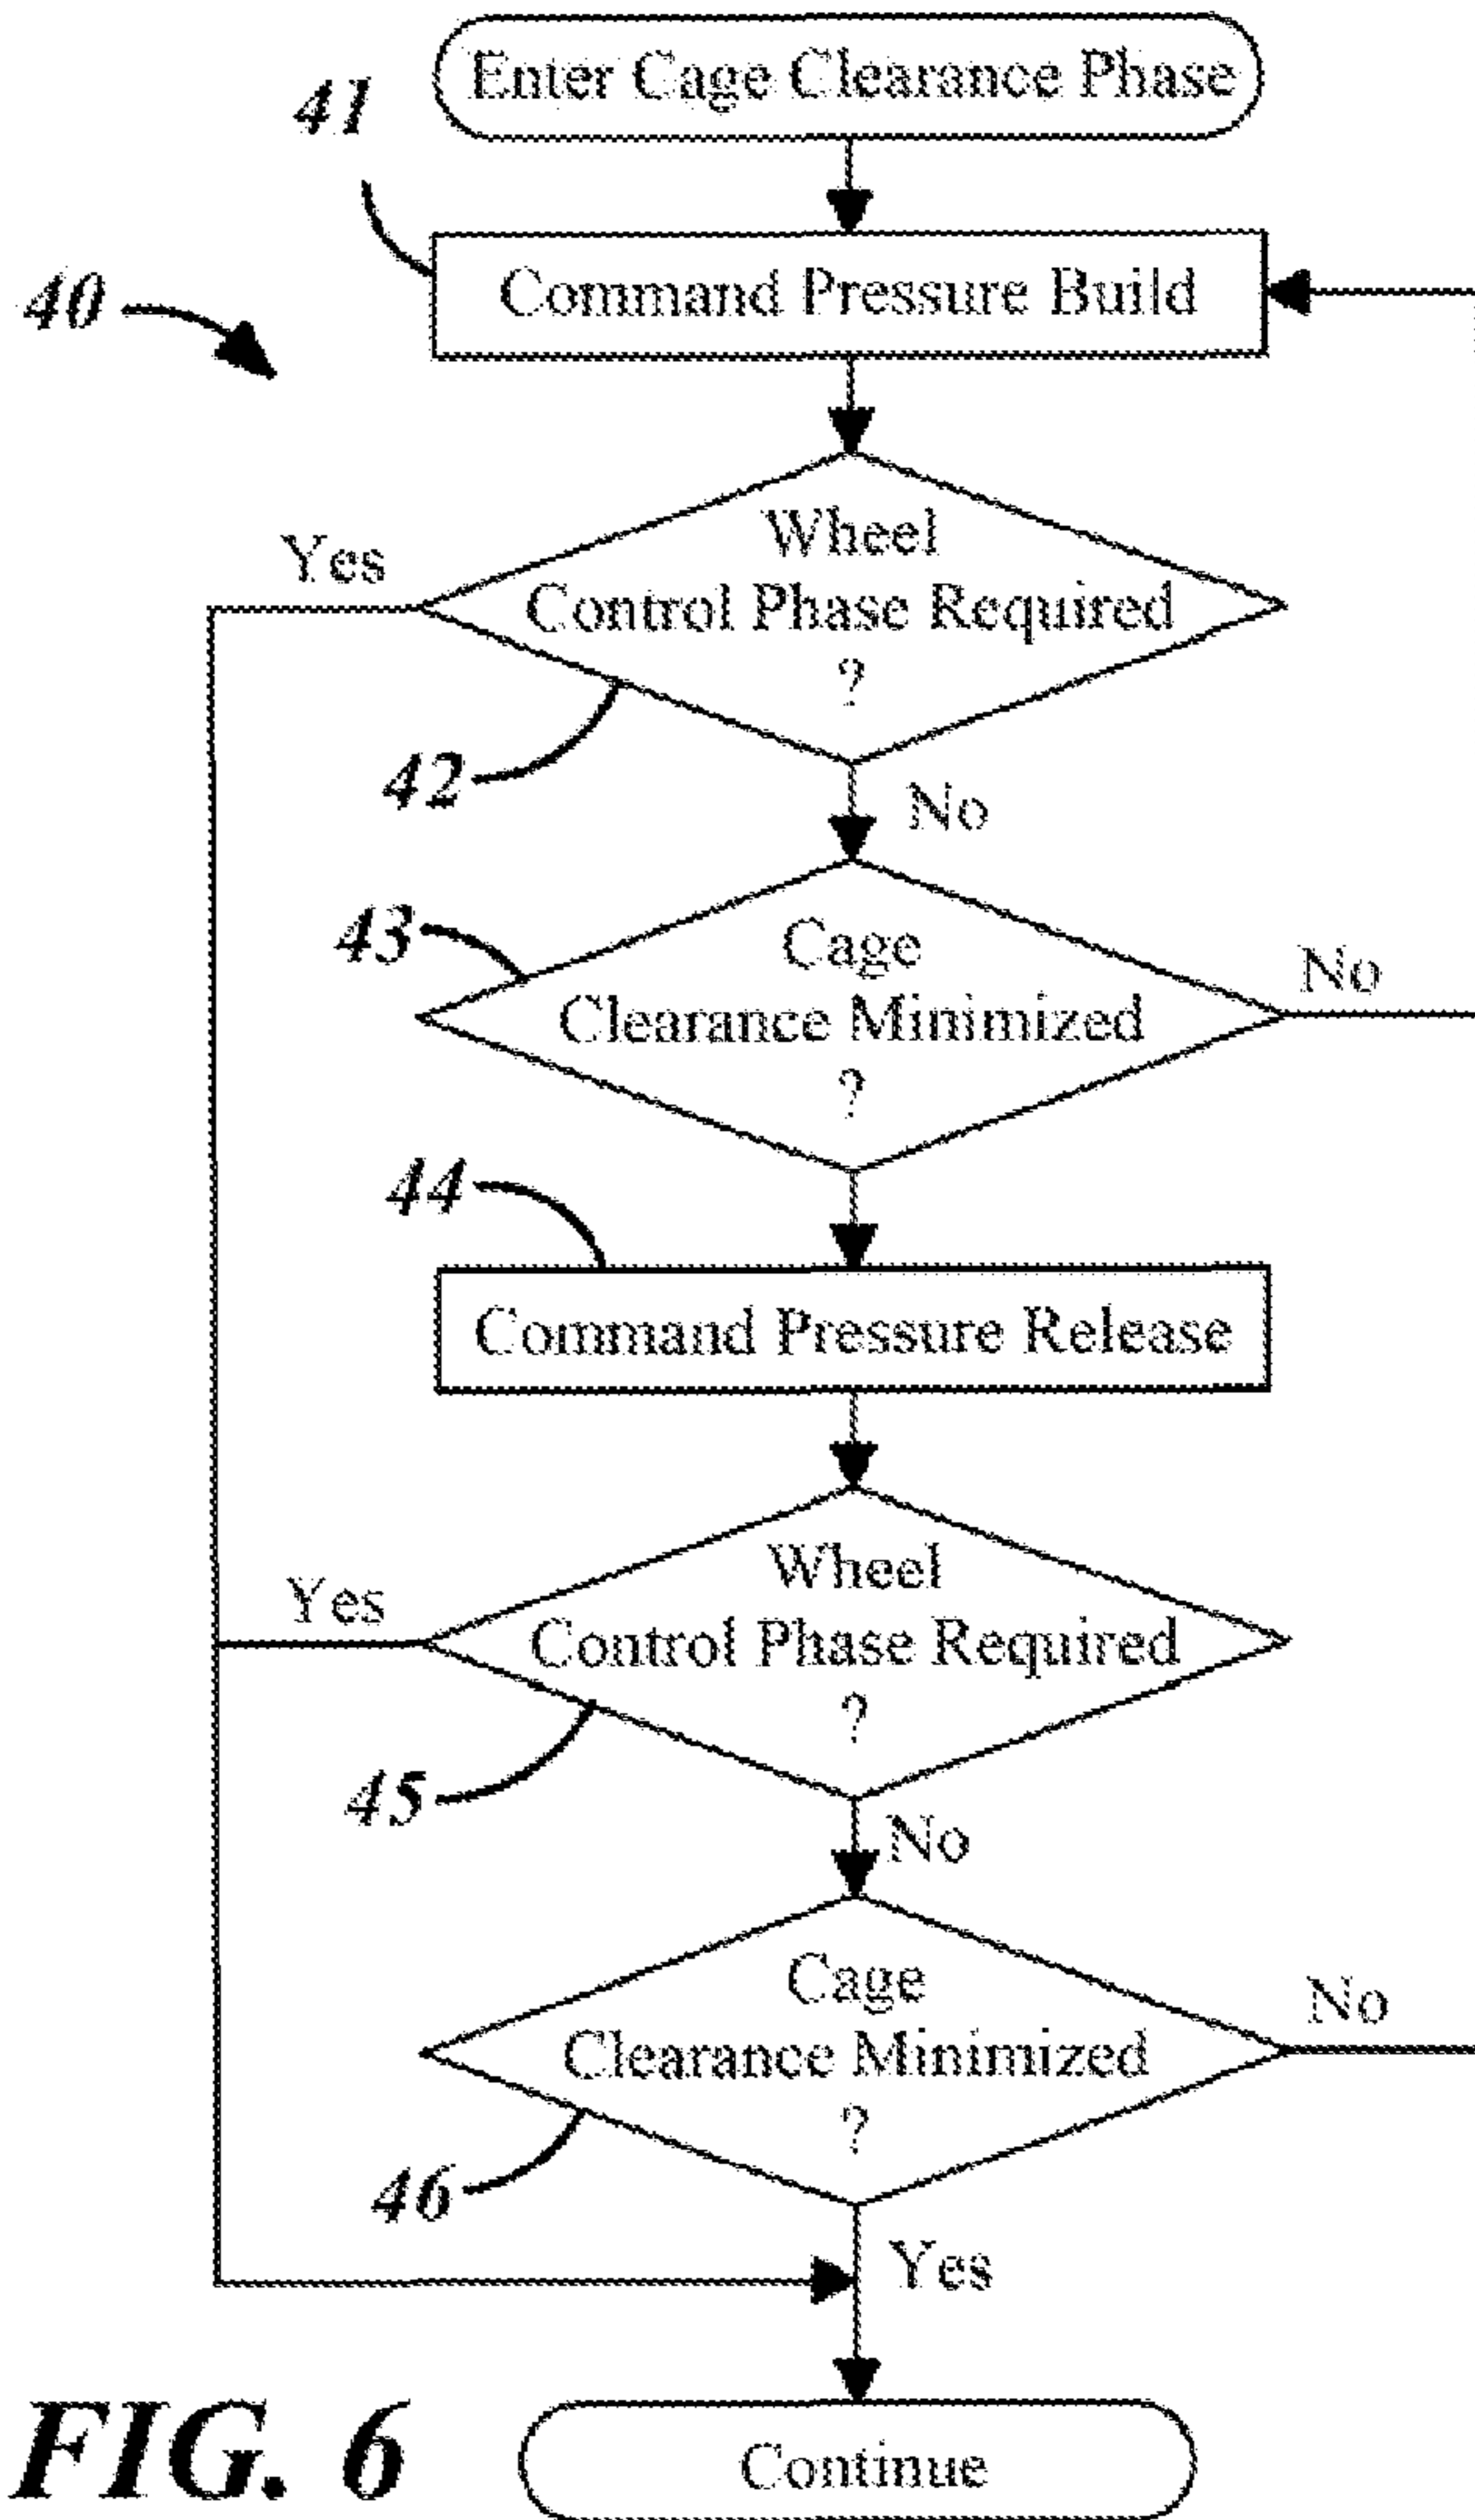 Enter Cage Clearance Phase
41
Command Pressure Build
40
Wheel
Yes
Control Phase Required
?
42
No
43
Cage
No
Clearance Minimized
?
44
Command Pressure Release
Wheel
Yes
Control Phase Required
?
45
No
Cage
No
Clearance Minimized
?
46
Yes
FIG. 6
Continue